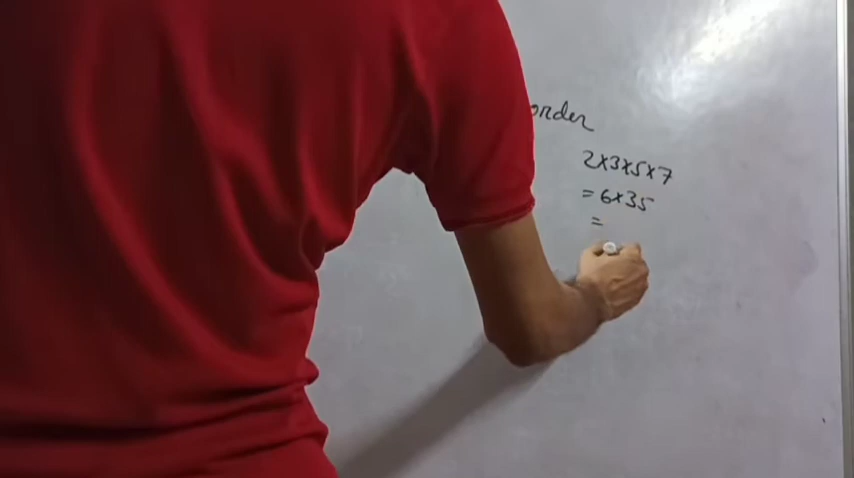 order
2×3×5×7
= 6×35
=